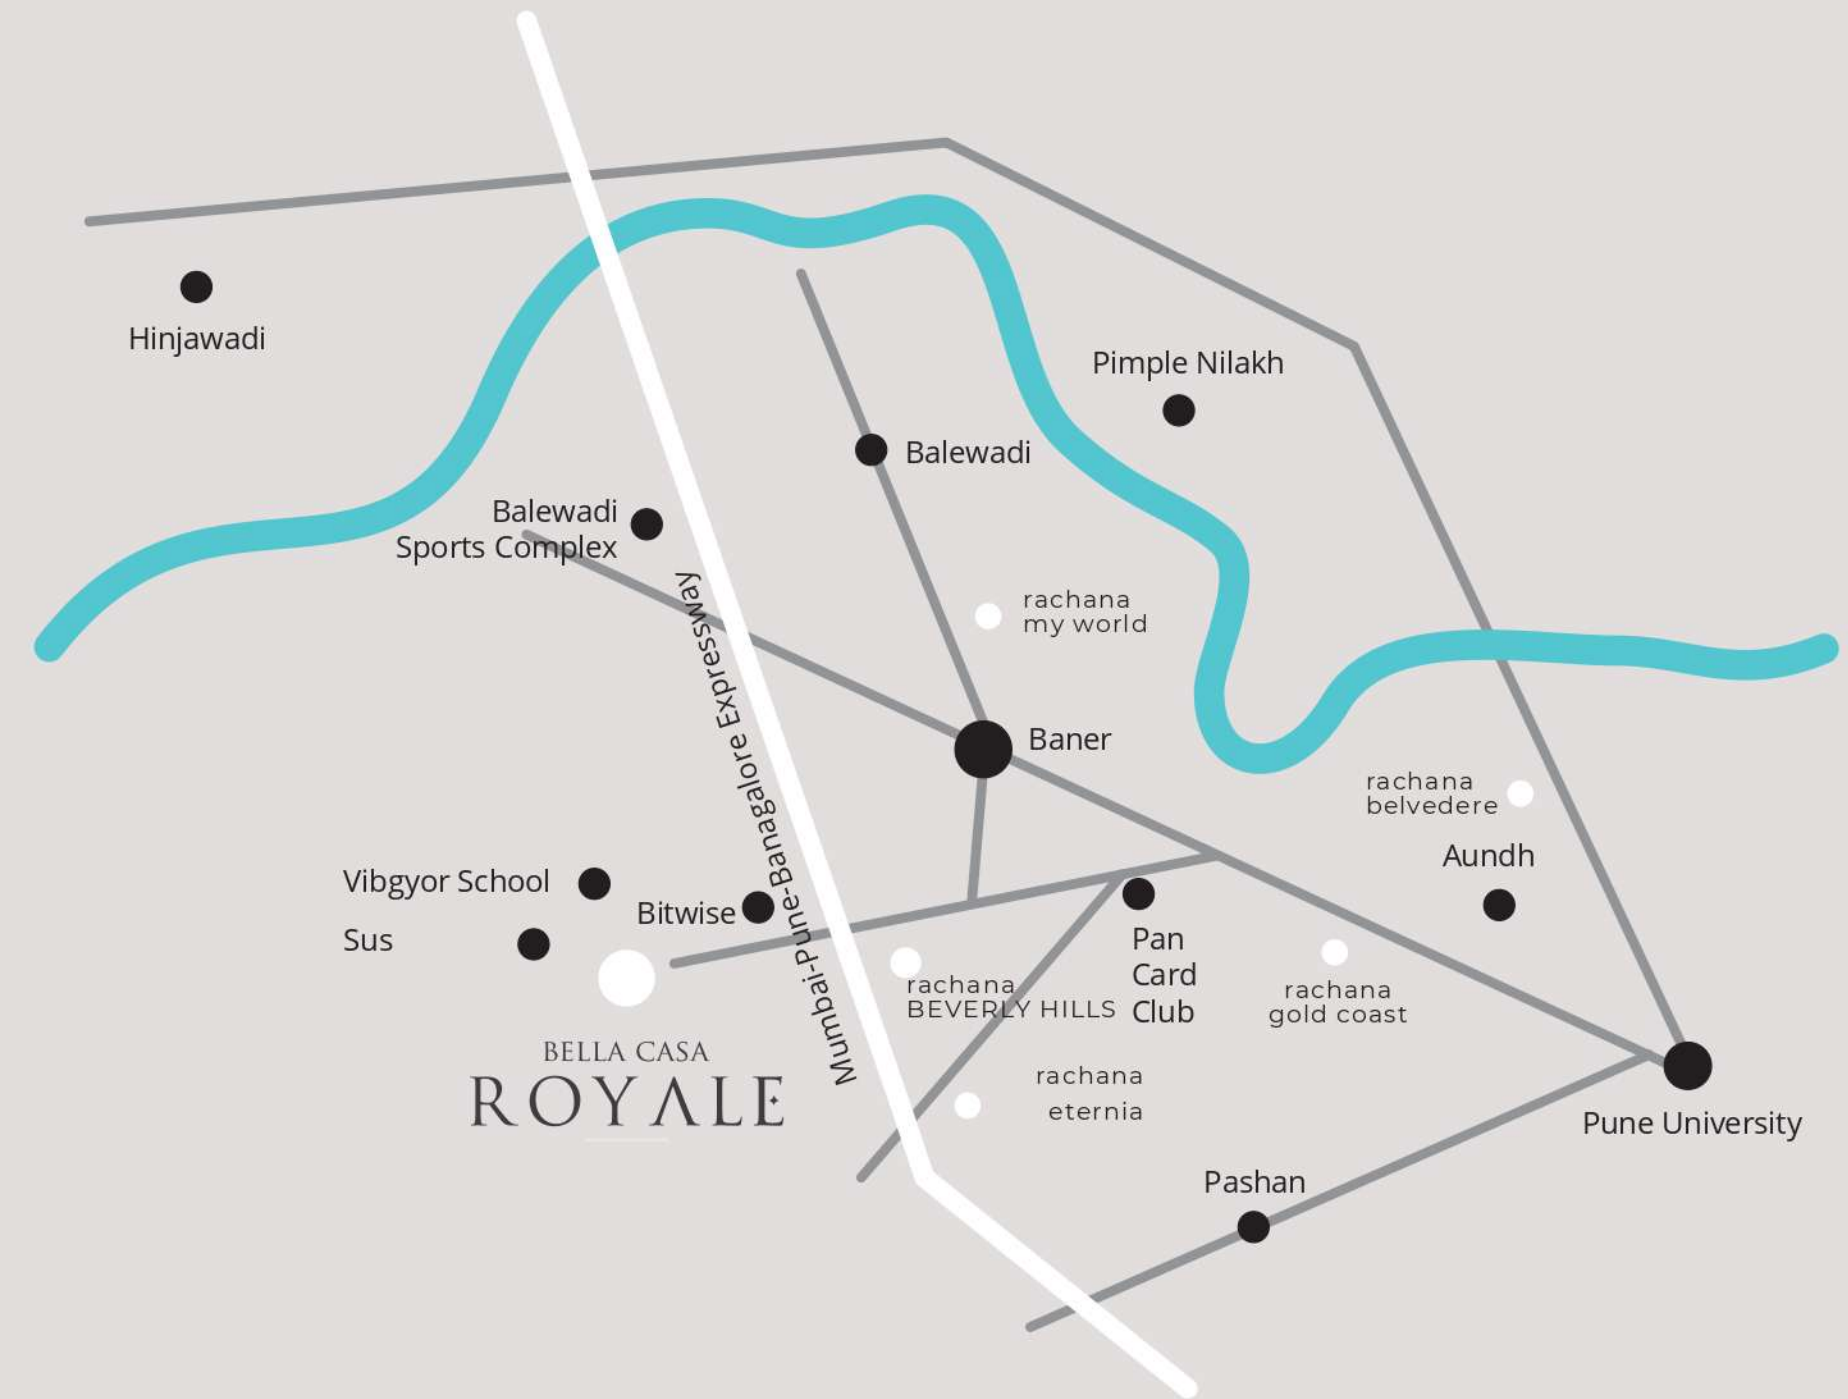 Hinjawadi
Pimple Nilakh
Balewadi
Balewadi
Sports Complex
rachana
my world
Mumbai-Pune-Banagalore Expressway
Baner
rachana
belvedere
Aundh
Vibgyor School
Bitwise
Sus
Pan
Card
Club
rachana
BEVERLY HILLS
rachana
gold coast
BELLA CASA
ROYALE
rachana
eternia
Pune University
Pashan